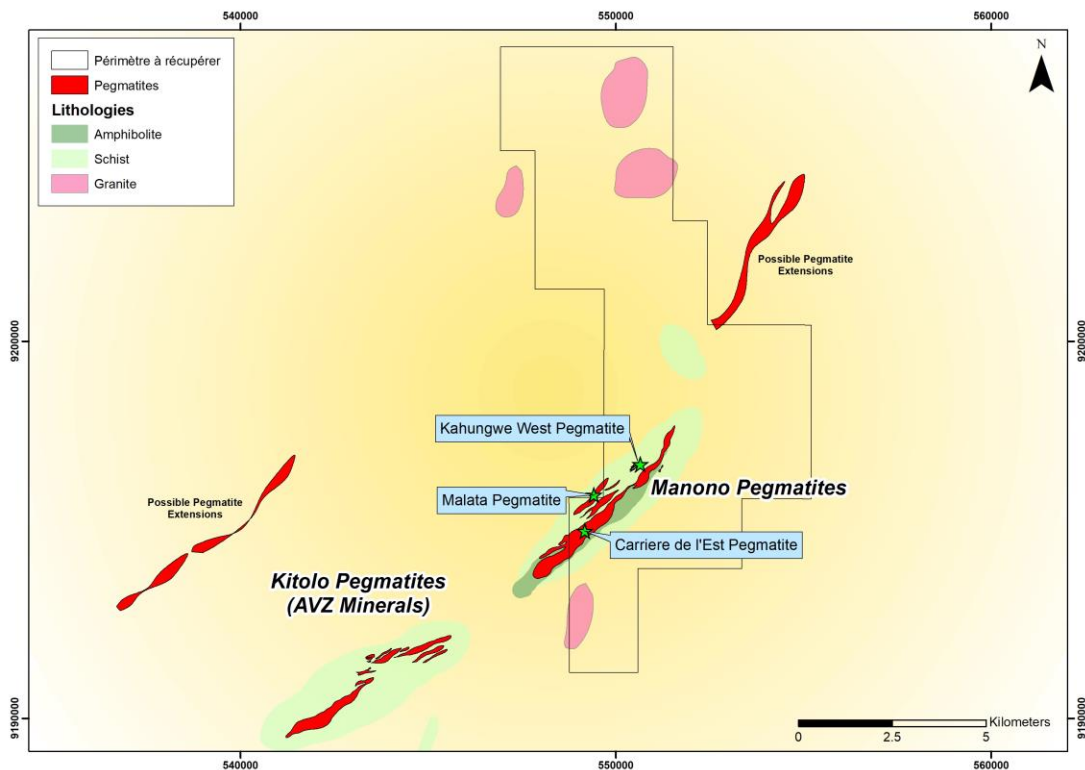 540000
550000
560000
Périmètre à récupérer
Pegmatites
Lithologies
Amphibolite
Schist
Granite
N
Possible Pegmatite
Extensions
9200000
9200000
Kahungwe West Pegmatite
Malata Pegmatite
Manono Pegmatites
Possible Pegmatite
Extensions
Carriere de l'Est Pegmatite
Kitolo Pegmatites
(AVZ Minerals)
9190000
9190000
Kilometers
0
2.5
5
540000
550000
560000